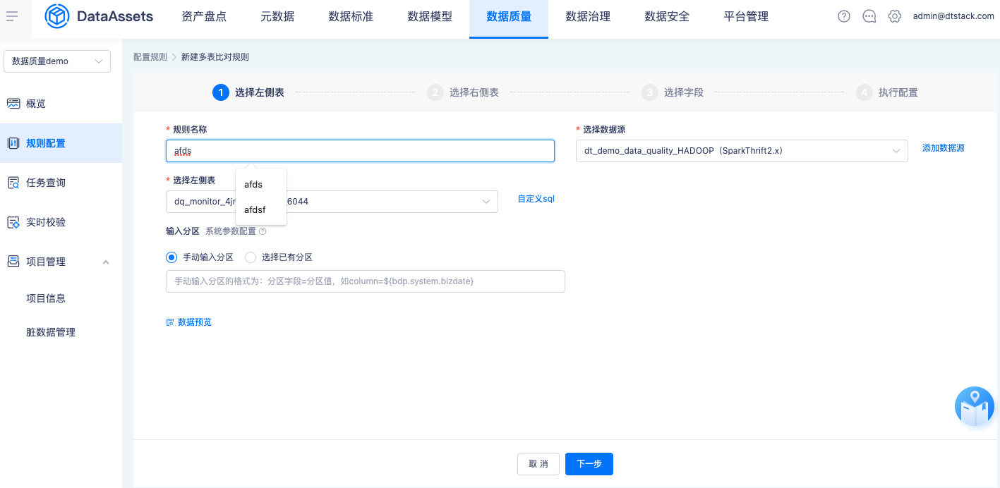 DataAssets 资产盘点 元数据 数据标准 数据模型 数据质量 数据治理 数据安全 平台管理 admin@dtstack.com
数据质量demo
概览
规则配置
任务查询
实时校验
项目管理
项目信息
脏数据管理
配置规则 > 新建多表比对规则
1 选择左侧表 2 选择右侧表 3 选择字段 4 执行配置
* 规则名称 * 选择数据源
afds dt_demo_data_quality_HADOOP（SparkThrift2.x） 添加数据源
afds
afdsf
* 选择左侧表
dq_monitor_4 6044 自定义sql
输入分区 系统参数配置
手动输入分区 选择已有分区
手动输入分区的格式为：分区字段=分区值，如column=${bdp.system.bizdate}
数据预览
取 消 下一步